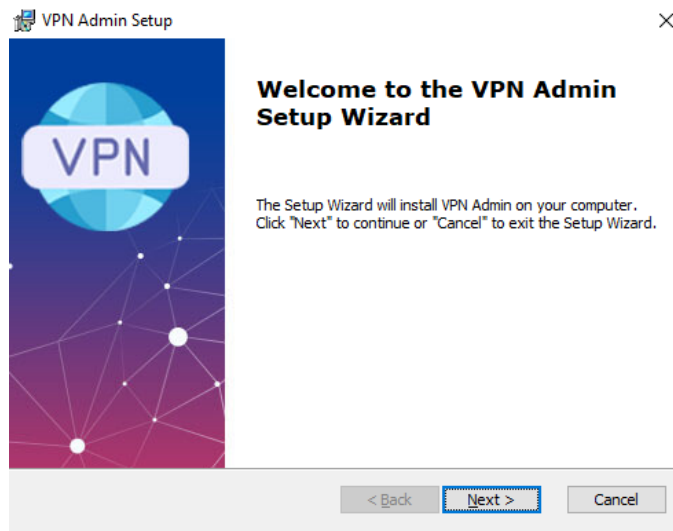 VPN Admin Setup
VPN
Welcome to the VPN Admin
Setup Wizard
The Setup Wizard will install VPN Admin on your computer.
Click "Next" to continue or "Cancel" to exit the Setup Wizard.
< Back
Next >
Cancel